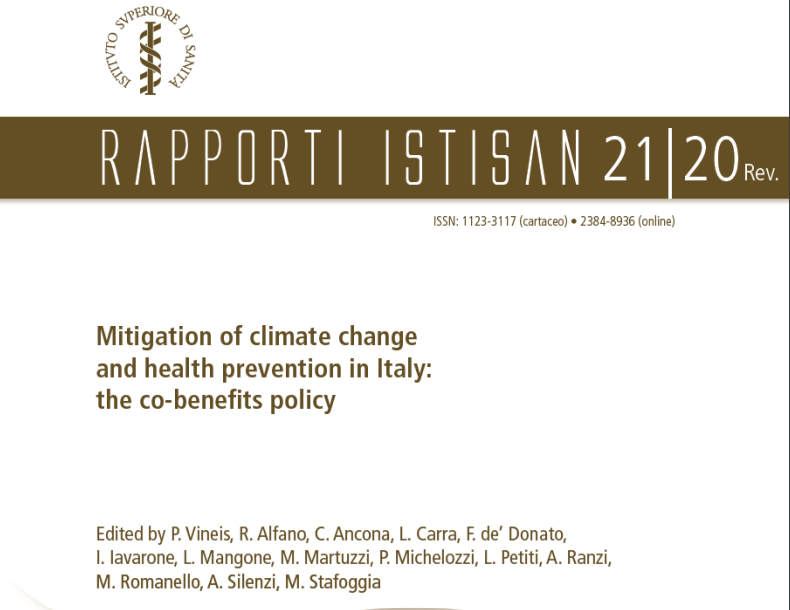 ISTITVTO SVPERIORE DI SANITÀ
RAPPORTI ISTISAN 21|20 Rev.
ISSN: 1123-3117 (cartaceo) • 2384-8936 (online)
Mitigation of climate change
and health prevention in Italy:
the co-benefits policy
Edited by P. Vineis, R. Alfano, C. Ancona, L. Carra, F. de’ Donato,
I. Iavarone, L. Mangone, M. Martuzzi, P. Michelozzi, L. Petiti, A. Ranzi,
M. Romanello, A. Silenzi, M. Stafoggia